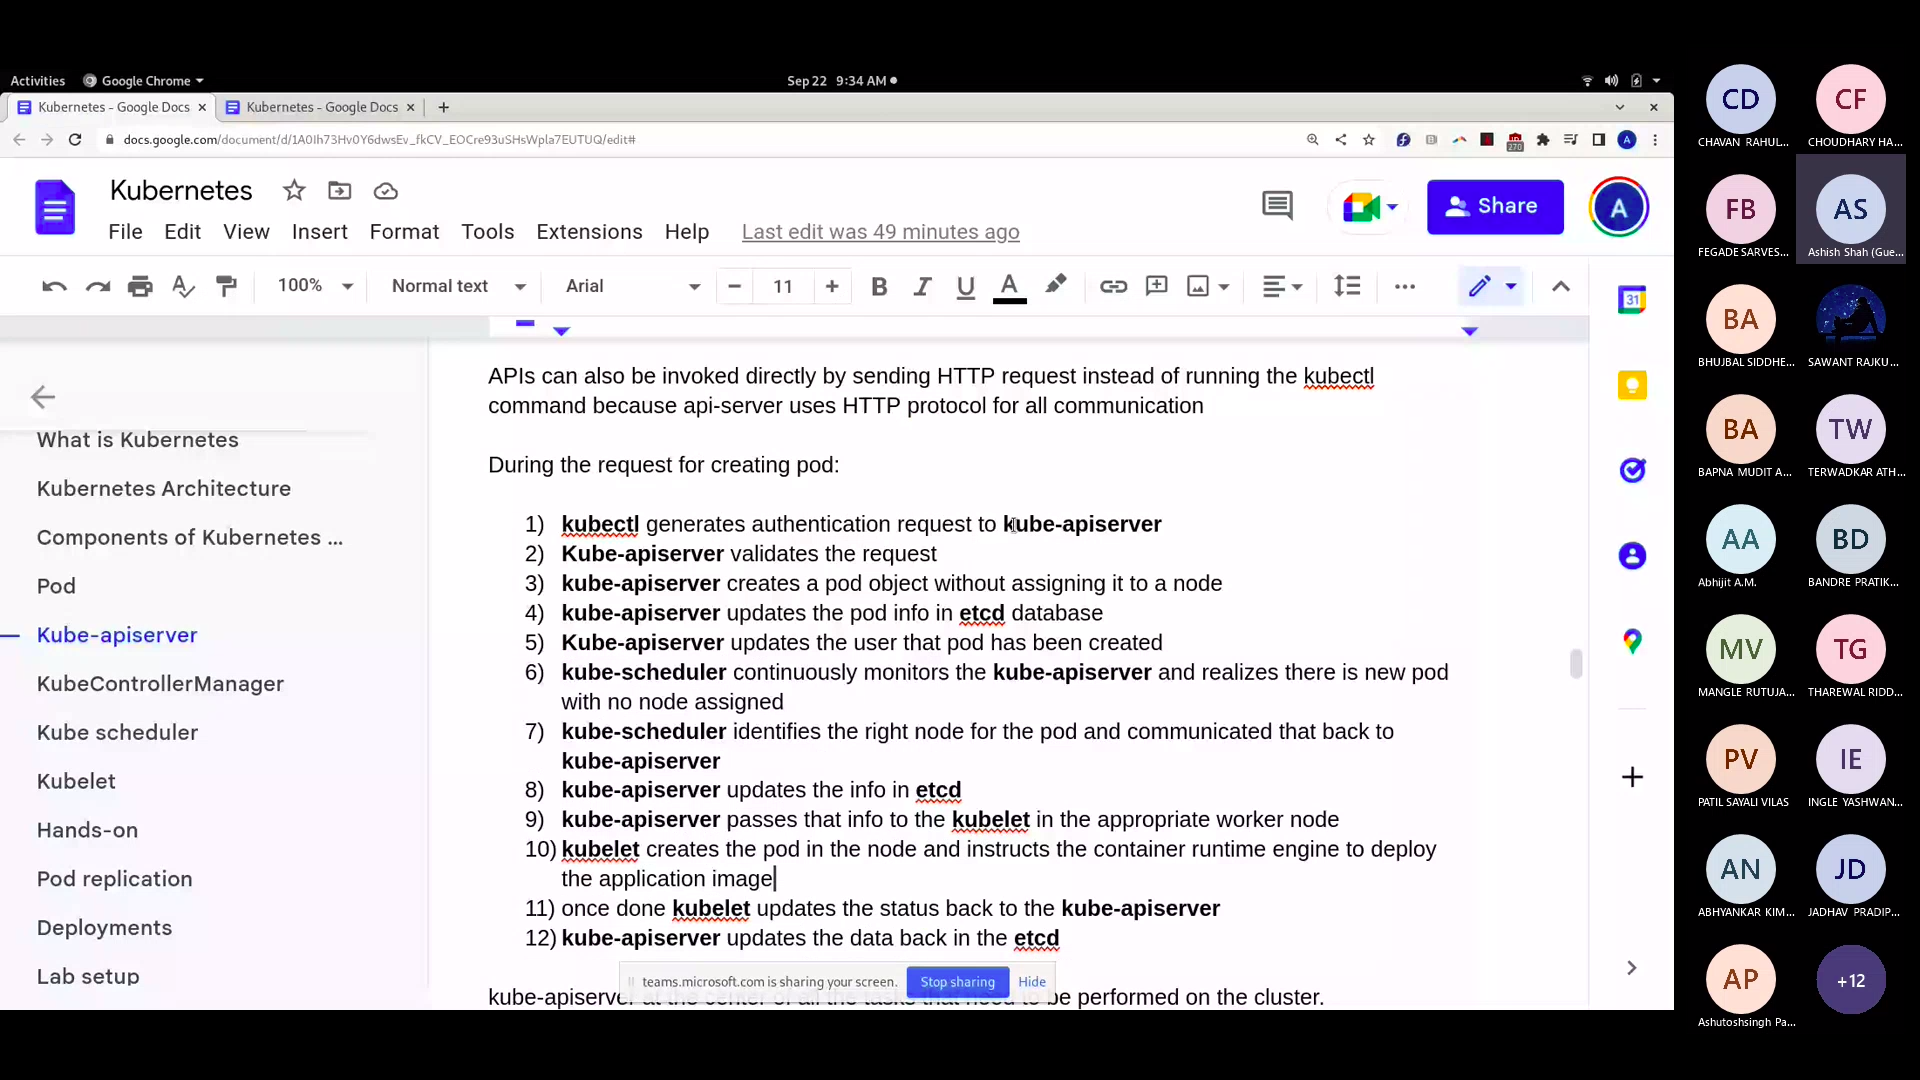 Activities
Google Chrome
Sep 22 9:34 AM
Kubernetes - Google Docs
Kubernetes - Google Docs
docs.google.com/document/d/1A0Ih73Hv0Y6dwsEv_fkCV_EOCre93uSHsWpla7EUTUQ/edit#
270
A
Kubernetes
Share
A
File Edit View Insert Format Tools Extensions Help Last edit was 49 minutes ago
100% Normal text Arial 11 B I U A
31
What is Kubernetes
Kubernetes Architecture
Components of Kubernetes ...
Pod
Kube-apiserver
KubeControllerManager
Kube scheduler
Kubelet
Hands-on
Pod replication
Deployments
Lab setup
APIs can also be invoked directly by sending HTTP request instead of running the kubectl
command because api-server uses HTTP protocol for all communication
During the request for creating pod:
1) kubectl generates authentication request to kube-apiserver
2) Kube-apiserver validates the request
3) kube-apiserver creates a pod object without assigning it to a node
4) kube-apiserver updates the pod info in etcd database
5) Kube-apiserver updates the user that pod has been created
6) kube-scheduler continuously monitors the kube-apiserver and realizes there is new pod
with no node assigned
7) kube-scheduler identifies the right node for the pod and communicated that back to
kube-apiserver
8) kube-apiserver updates the info in etcd
9) kube-apiserver passes that info to the kubelet in the appropriate worker node
10) kubelet creates the pod in the node and instructs the container runtime engine to deploy
the application image
11) once done kubelet updates the status back to the kube-apiserver
12) kube-apiserver updates the data back in the etcd
teams.microsoft.com is sharing your screen. Stop sharing Hide
kube-apiserver at the center of all the tasks that need to be performed on the cluster.
CD CF
CHAVAN RAHUL... CHOUDHARY HA...
FB AS
FEGADE SARVES... Ashish Shah (Gue...
BA
BHUJBAL SIDDHE... SAWANT RAJKU...
BA TW
BAPNA MUDIT A... TERWADKAR ATH...
AA BD
Abhijit A.M. BANDRE PRATIK...
MV TG
MANGLE RUTUJA... THAREWAL RIDD...
PV IE
PATIL SAYALI VILAS INGLE YASHWAN...
AN JD
ABHYANKAR KIM... JADHAV PRADIP...
AP +12
Ashutoshsingh Pa...